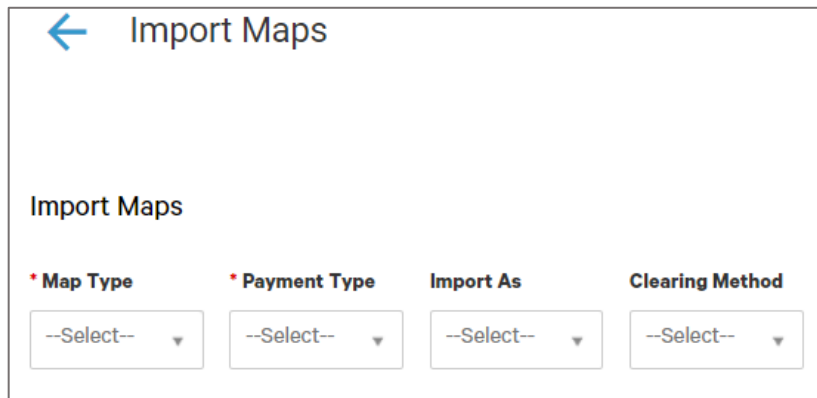 Import Maps
Import Maps
* Map Type * Payment Type Import As Clearing Method
--Select-- --Select-- --Select-- --Select--